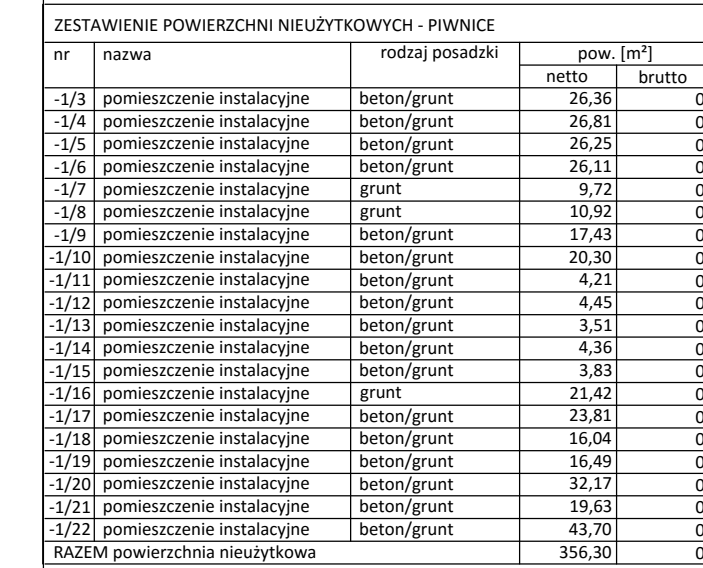 ZESTAWIENIE POWIERZCHNI NIEUŻYTKOWYCH - PIWNICE
nr nazwa rodzaj posadzki pow. [m²]
netto brutto
-1/3 pomieszczenie instalacyjne beton/grunt 26,36 0
-1/4 pomieszczenie instalacyjne beton/grunt 26,81 0
-1/5 pomieszczenie instalacyjne beton/grunt 26,25 0
-1/6 pomieszczenie instalacyjne beton/grunt 26,11 0
-1/7 pomieszczenie instalacyjne grunt 9,72 0
-1/8 pomieszczenie instalacyjne grunt 10,92 0
-1/9 pomieszczenie instalacyjne beton/grunt 17,43 0
-1/10 pomieszczenie instalacyjne beton/grunt 20,30 0
-1/11 pomieszczenie instalacyjne beton/grunt 4,21 0
-1/12 pomieszczenie instalacyjne beton/grunt 4,45 0
-1/13 pomieszczenie instalacyjne beton/grunt 3,51 0
-1/14 pomieszczenie instalacyjne beton/grunt 4,36 0
-1/15 pomieszczenie instalacyjne beton/grunt 3,83 0
-1/16 pomieszczenie instalacyjne grunt 21,42 0
-1/17 pomieszczenie instalacyjne beton/grunt 23,81 0
-1/18 pomieszczenie instalacyjne beton/grunt 16,04 0
-1/19 pomieszczenie instalacyjne beton/grunt 16,49 0
-1/20 pomieszczenie instalacyjne beton/grunt 32,17 0
-1/21 pomieszczenie instalacyjne beton/grunt 19,63 0
-1/22 pomieszczenie instalacyjne beton/grunt 43,70 0
RAZEM powierzchnia nieużytkowa 356,30 0